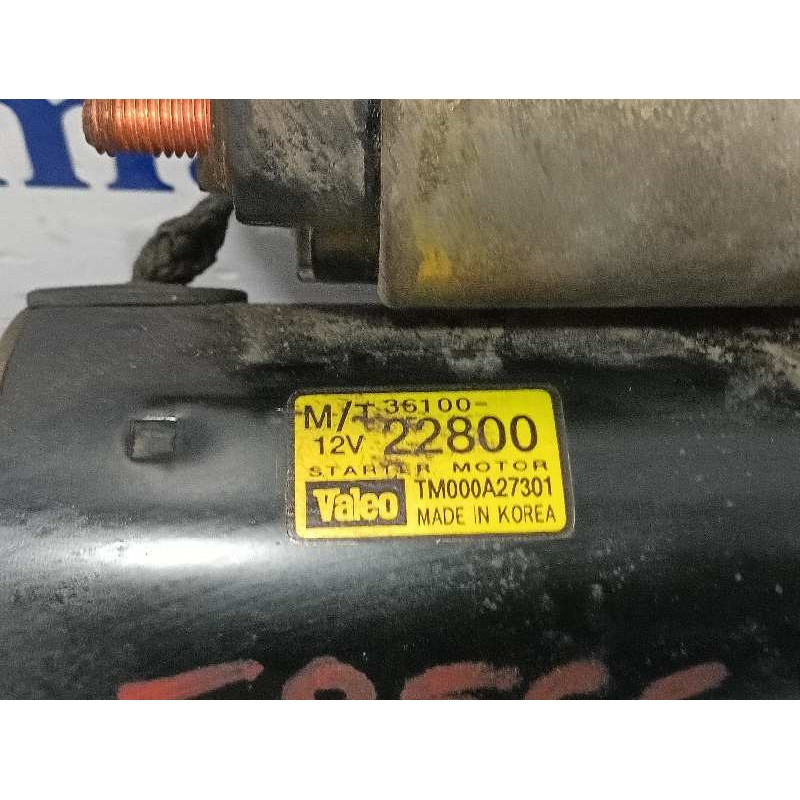 M/T 36100-
12V 22800
STARTER MOTOR
Valeo TM000A27301
MADE IN KOREA